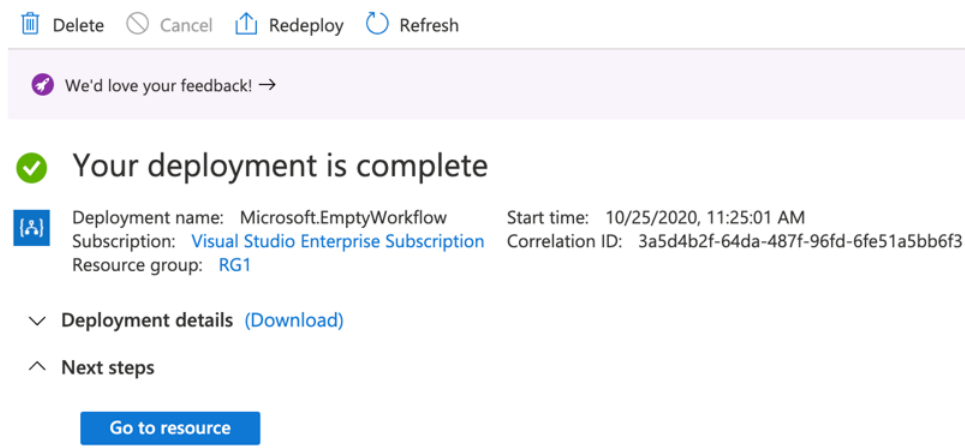 Delete Cancel Redeploy Refresh
We'd love your feedback! →
Your deployment is complete
Deployment name: Microsoft.EmptyWorkflow Start time: 10/25/2020, 11:25:01 AM
Subscription: Visual Studio Enterprise Subscription Correlation ID: 3a5d4b2f-64da-487f-96fd-6fe51a5bb6f3
Resource group: RG1
Deployment details (Download)
Next steps
Go to resource